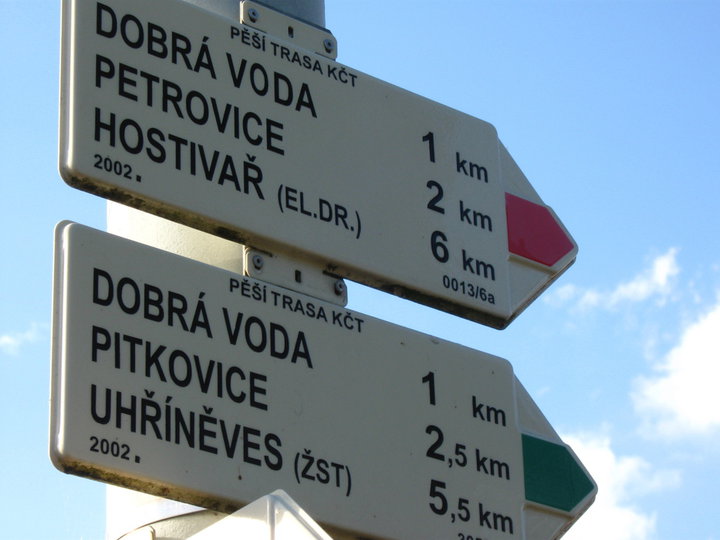 PĚŠÍ TRASA KČT
DOBRÁ VODA 1 km
PETROVICE 2 km
HOSTIVAŘ (EL.DR.) 6 km
2002. 0013/6a
PĚŠÍ TRASA KČT
DOBRÁ VODA 1 km
PITKOVICE 2,5 km
UHŘÍNĚVES (ŽST) 5,5 km
2002.